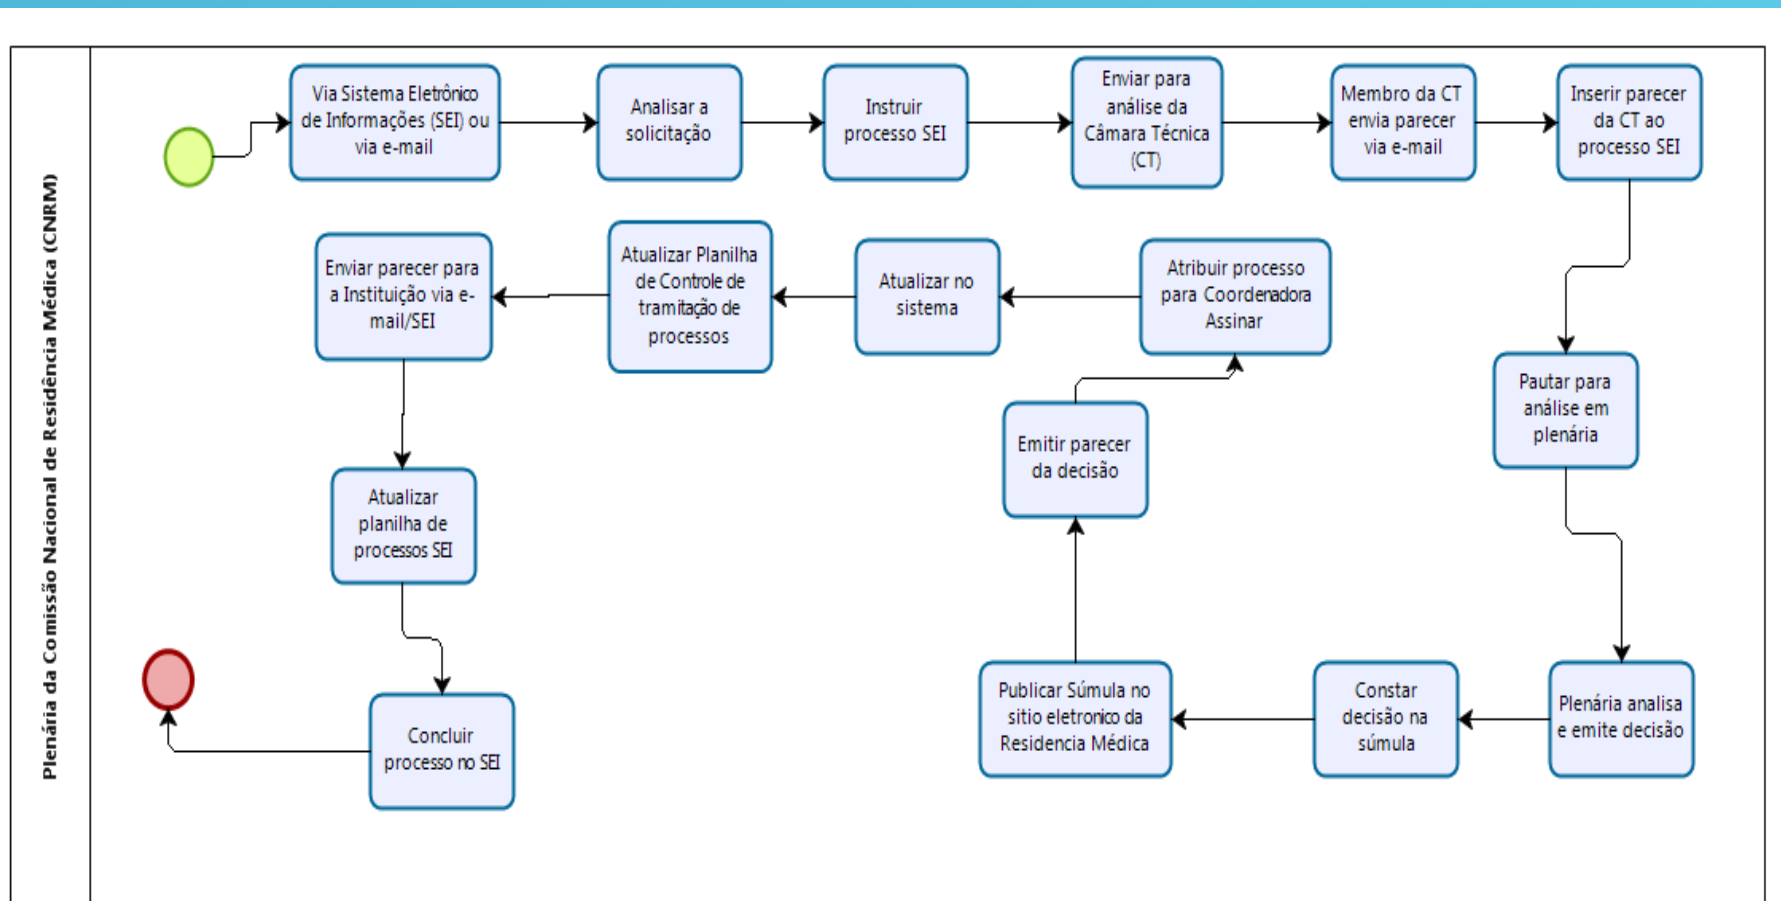 Plenária da Comissão Nacional de Residência Médica (CNRM)
Via Sistema Eletrônico
de Informações (SEI) ou
via e-mail
Analisar a
solicitação
Instruir
processo SEI
Enviar para
análise da
Câmara Técnica
(CT)
Membro da CT
envia parecer
via e-mail
Inserir parecer
da CT ao
processo SEI
Pautar para
análise em
plenária
Plenária analisa
e emite decisão
Constar
decisão na
súmula
Publicar Súmula no
sitio eletronico da
Residencia Médica
Emitir parecer
da decisão
Atribuir processo
para Coordenadora
Assinar
Atualizar no
sistema
Atualizar Planilha
de Controle de
tramitação de
processos
Enviar parecer para
a Instituição via e-
mail/SEI
Atualizar
planilha de
processos SEI
Concluir
processo no SEI